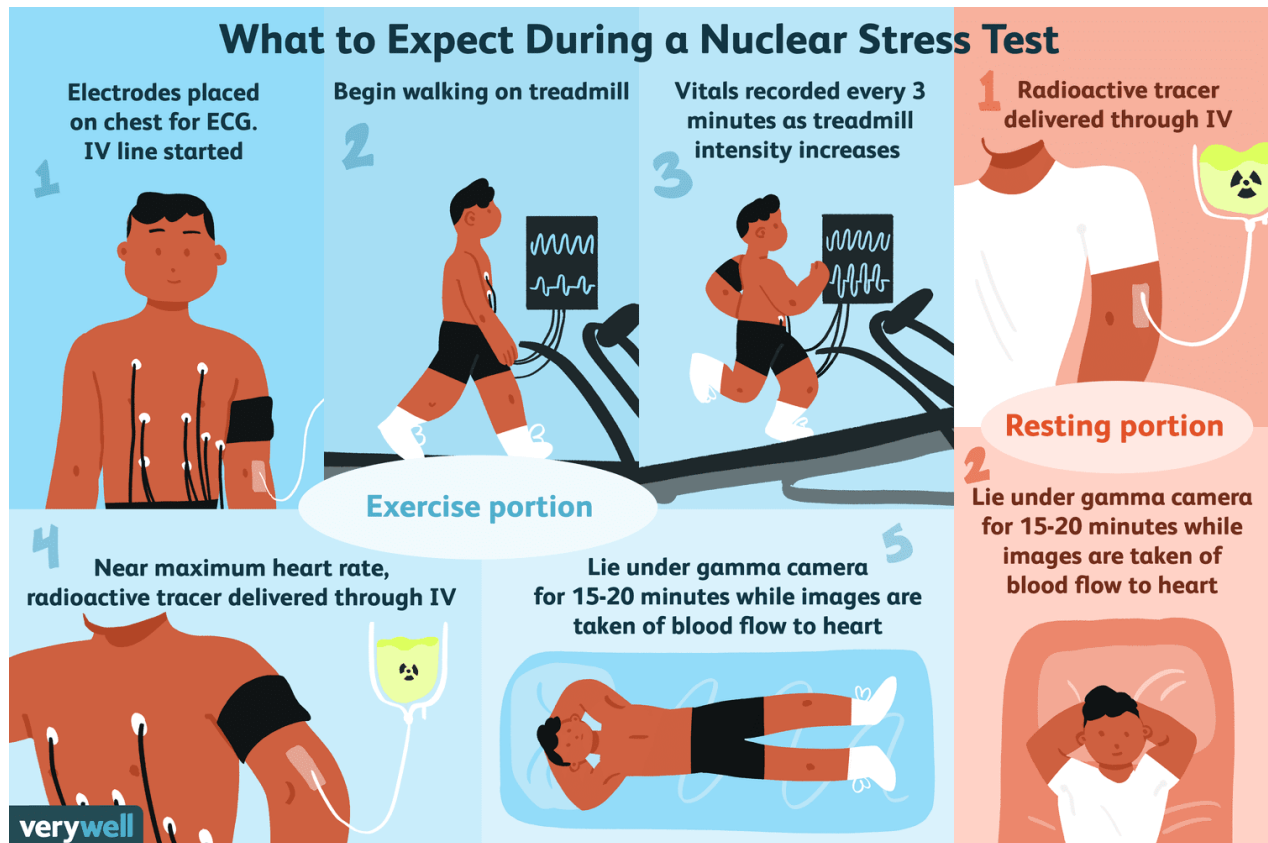 What to Expect During a Nuclear Stress Test
1
Electrodes placed
on chest for ECG.
IV line started
2
Begin walking on treadmill
3
Vitals recorded every 3
minutes as treadmill
intensity increases
Exercise portion
4
Near maximum heart rate,
radioactive tracer delivered through IV
5
Lie under gamma camera
for 15-20 minutes while images are
taken of blood flow to heart
1
Radioactive tracer
delivered through IV
Resting portion
2
Lie under gamma camera
for 15-20 minutes while
images are taken of
blood flow to heart
verywell